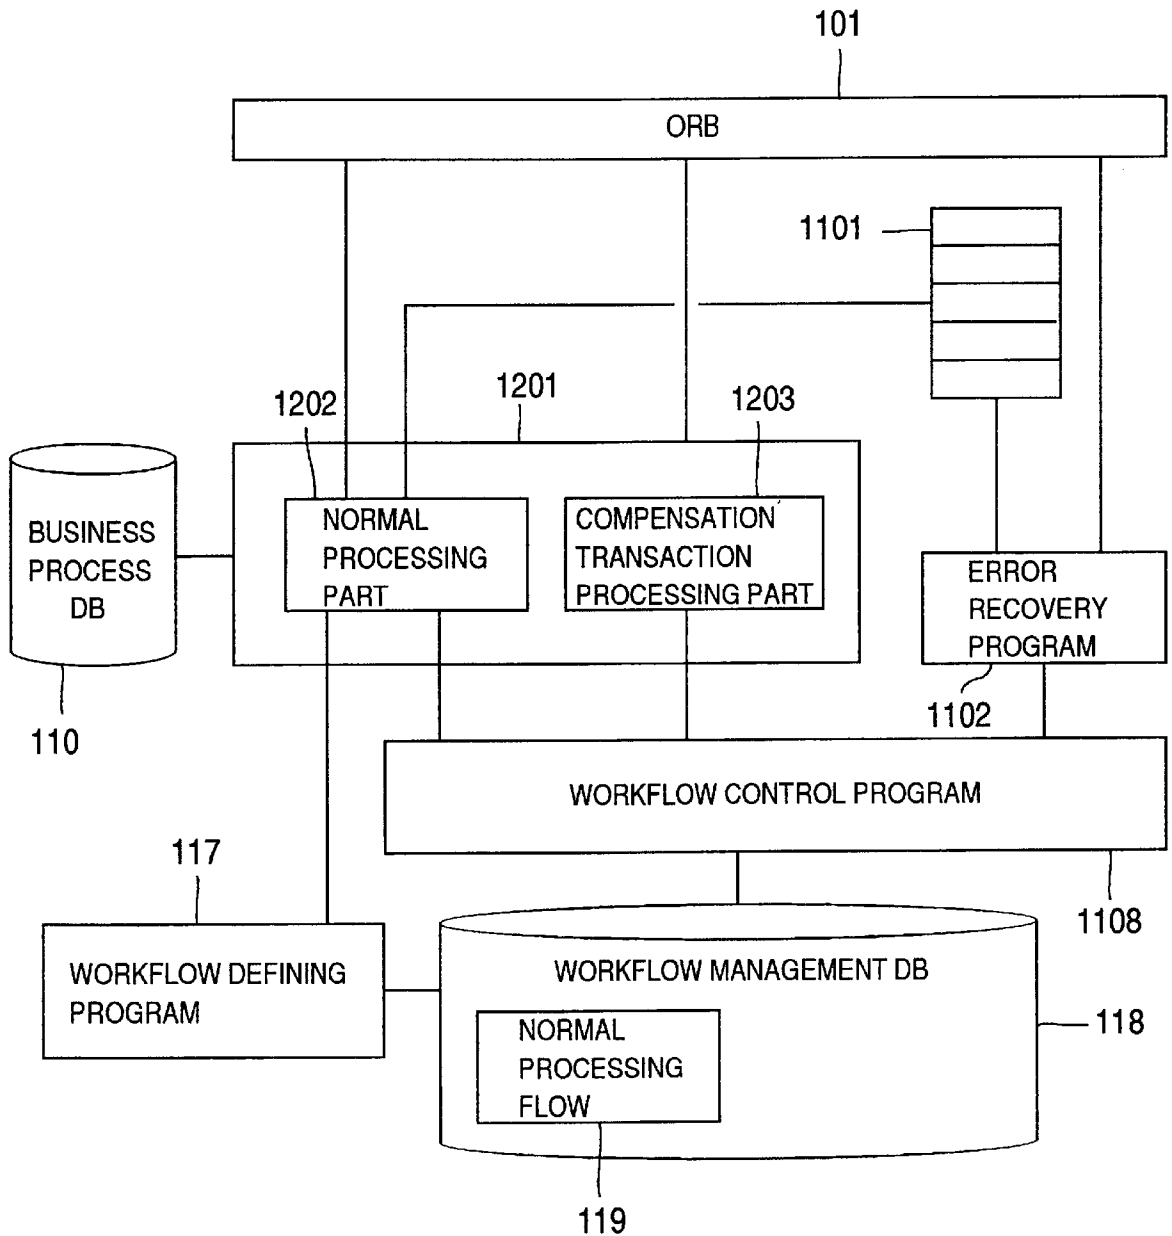 101
ORB
1101
1201
1202
1203
BUSINESS
PROCESS
DB
NORMAL
PROCESSING
PART
COMPENSATION
TRANSACTION
PROCESSING PART
ERROR
RECOVERY
PROGRAM
110
1102
WORKFLOW CONTROL PROGRAM
117
1108
WORKFLOW DEFINING
PROGRAM
WORKFLOW MANAGEMENT DB
NORMAL
PROCESSING
FLOW
118
119